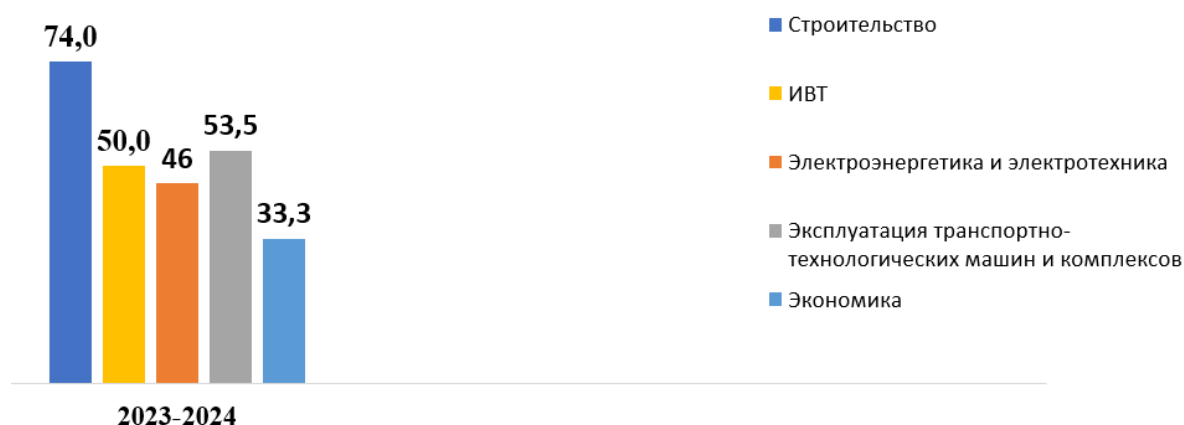 74,0
50,0
46
53,5
33,3
2023-2024
Строительство
ИВТ
Электроэнергетика и электротехника
Эксплуатация транспортно-
технологических машин и комплексов
Экономика